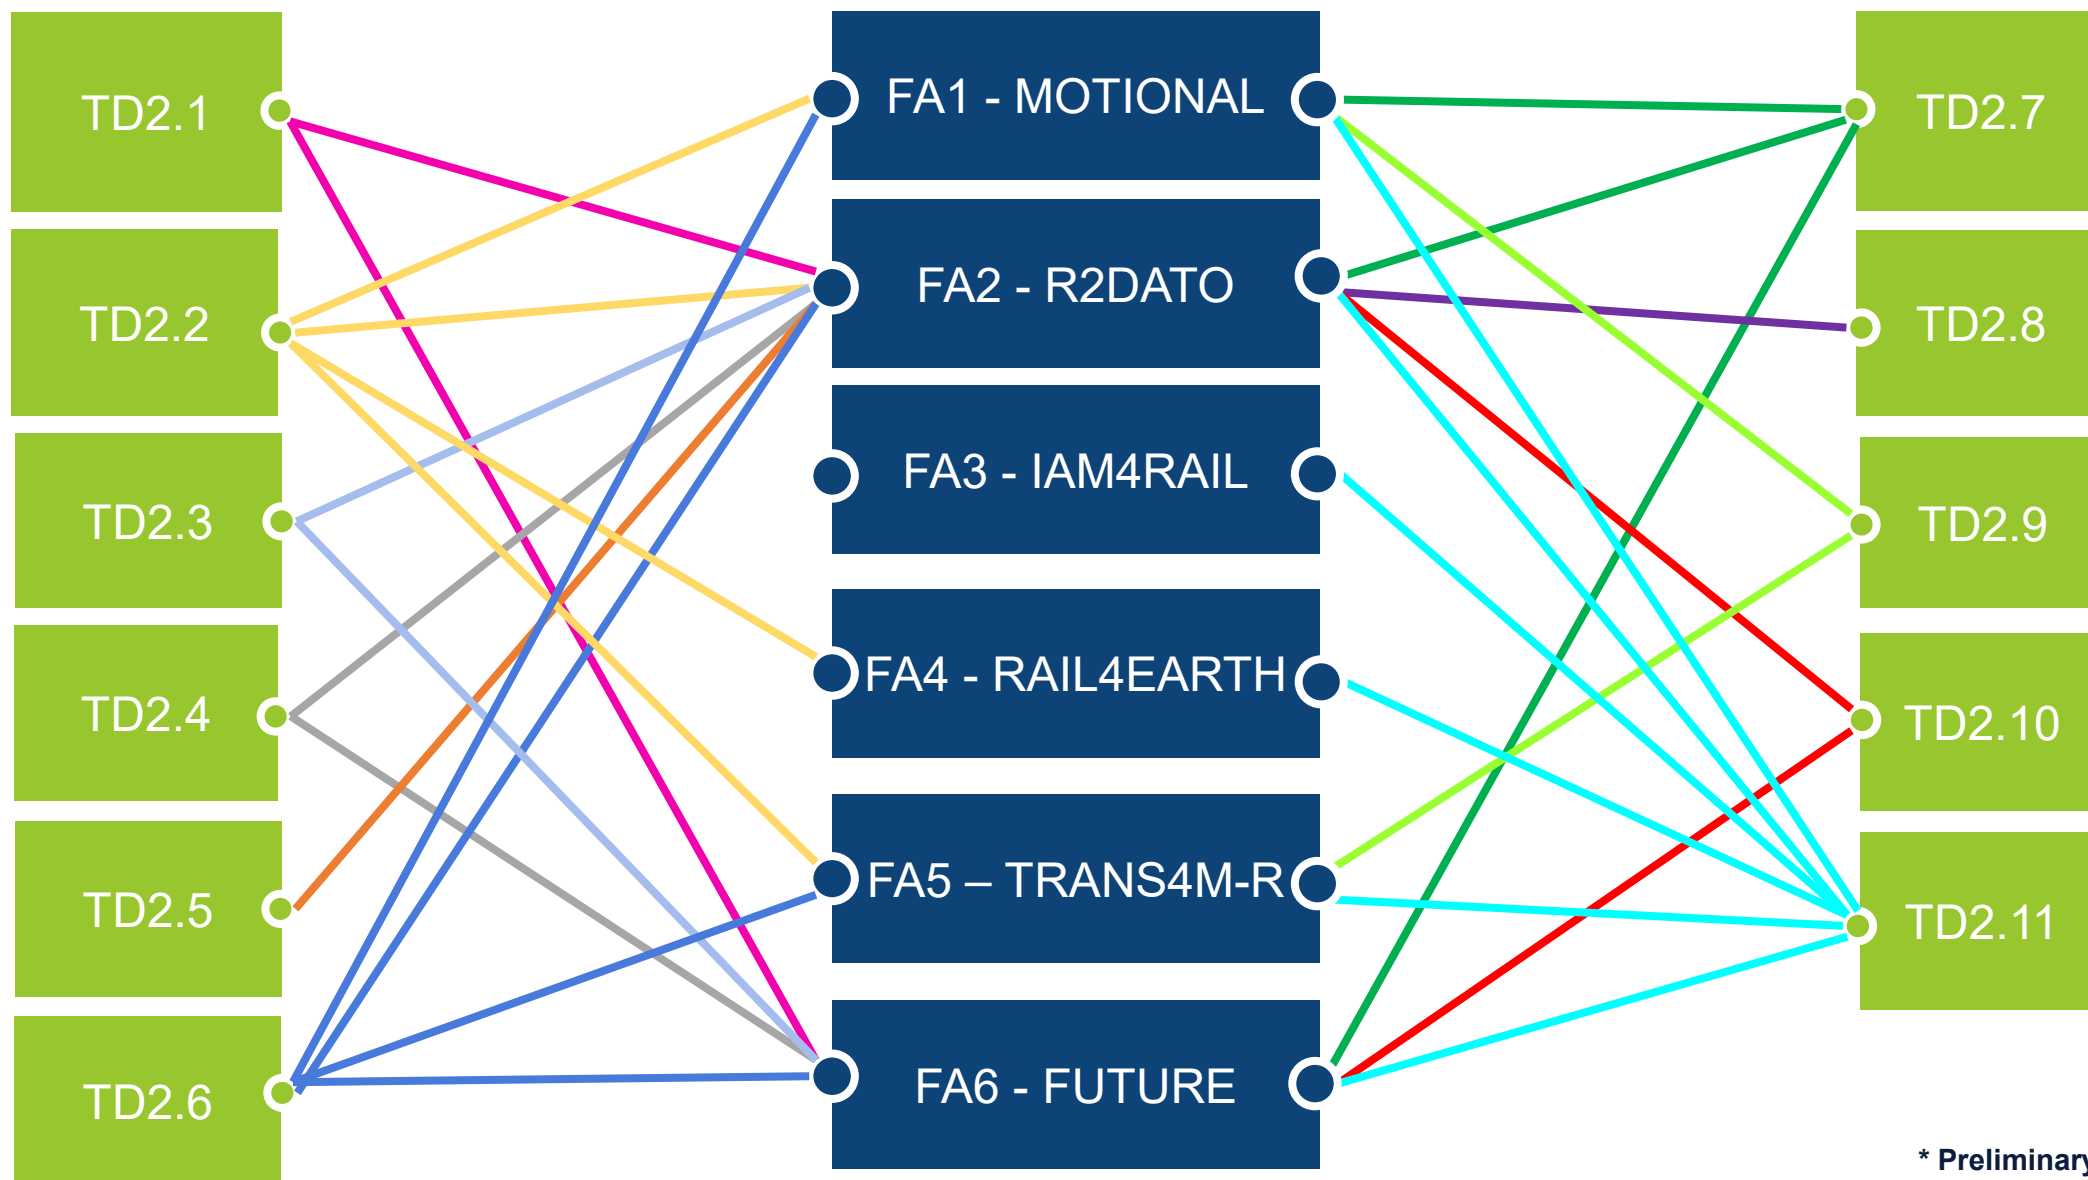 TD2.1
TD2.2
TD2.3
TD2.4
TD2.5
TD2.6
FA1 - MOTIONAL
FA2 - R2DATO
FA3 - IAM4RAIL
FA4 - RAIL4EARTH
FA5 – TRANS4M-R
FA6 - FUTURE
TD2.7
TD2.8
TD2.9
TD2.10
TD2.11
* Preliminary